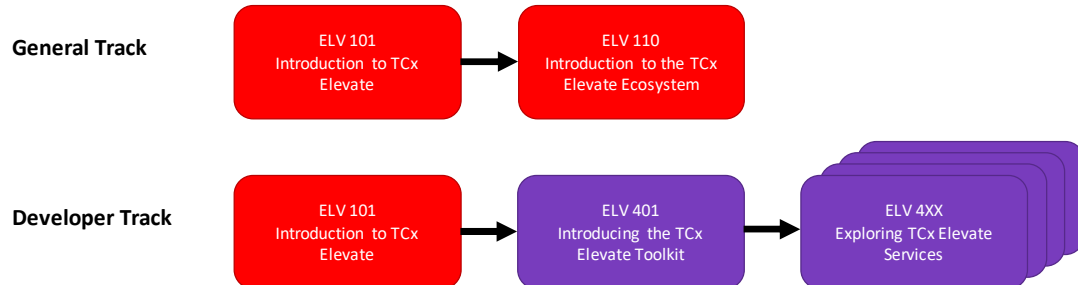 General Track
ELV 101
Introduction to TCx
Elevate
ELV 110
Introduction to the TCx
Elevate Ecosystem
Developer Track
ELV 101
Introduction to TCx
Elevate
ELV 401
Introducing the TCx
Elevate Toolkit
ELV 4XX
Exploring TCx Elevate
Services